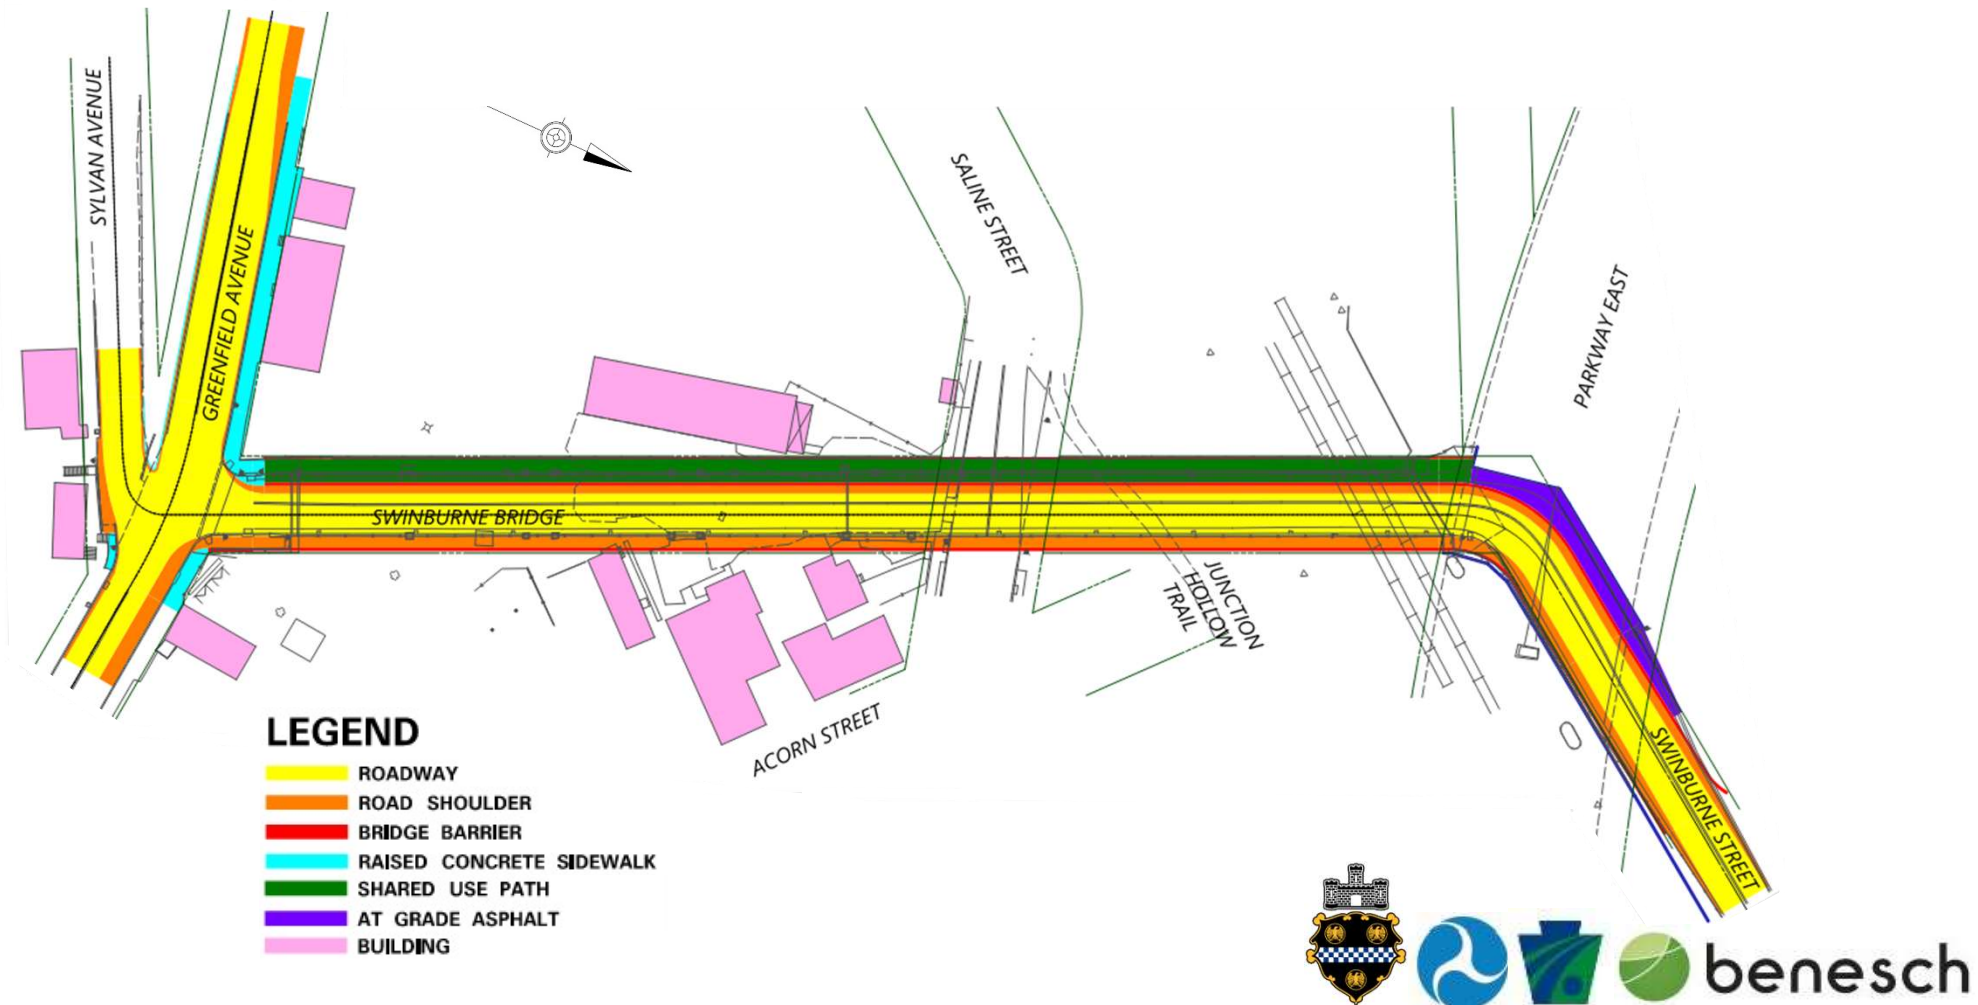 SYLVAN AVENUE
GREENFIELD AVENUE
SALINE STREET
PARKWAY EAST
SWINBURNE BRIDGE
JUNCTION
HOLLOW
TRAIL
ACORN STREET
SWINBURNE STREET
LEGEND
ROADWAY
ROAD SHOULDER
BRIDGE BARRIER
RAISED CONCRETE SIDEWALK
SHARED USE PATH
AT GRADE ASPHALT
BUILDING
benesch